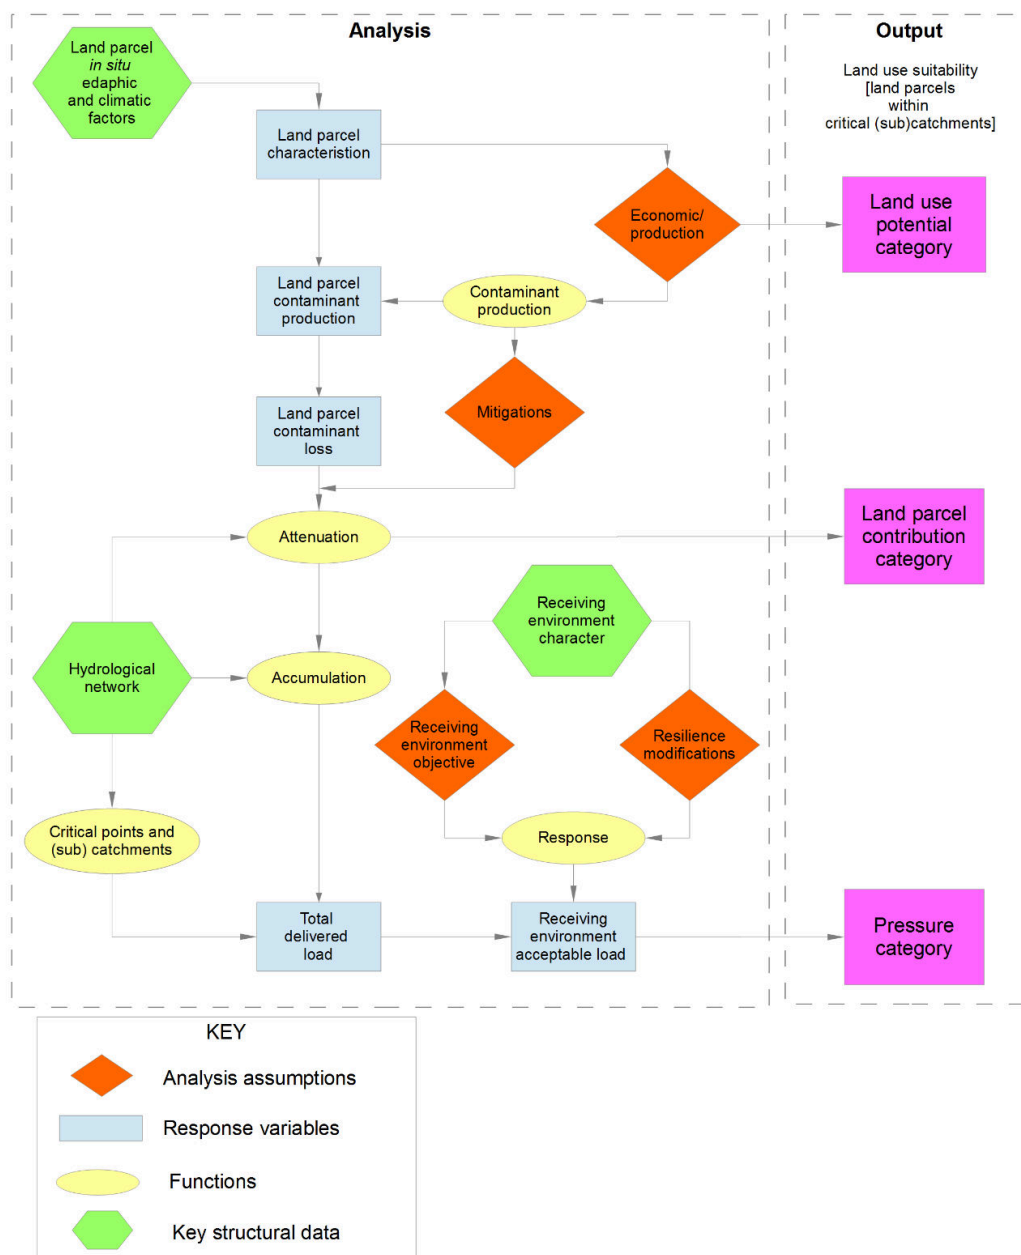 Analysis
Output
Land parcel
in situ
edaphic
and climatic
factors
Land use suitability
[land parcels
within
critical (sub)catchments]
Land parcel
characteristion
Economic/
production
Land use
potential
category
Land parcel
contaminant
production
Contaminant
production
Land parcel
contaminant
loss
Mitigations
Attenuation
Land parcel
contribution
category
Receiving
environment
character
Hydrological
network
Accumulation
Receiving
environment
objective
Resilience
modifications
Critical points and
(sub) catchments
Response
Total
delivered
load
Receiving
environment
acceptable load
Pressure
category
KEY
Analysis assumptions
Response variables
Functions
Key structural data